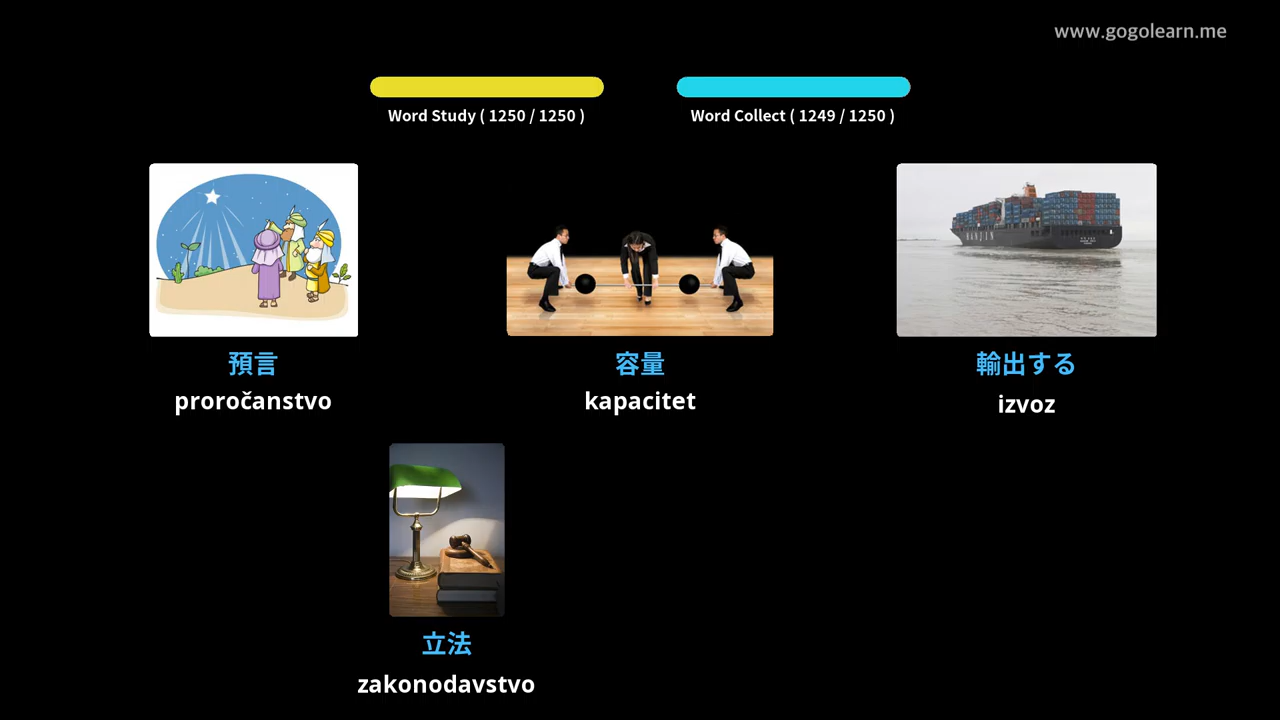 www.gogolearn.me
Word Study ( 1250 / 1250 )
Word Collect ( 1249 / 1250 )
預言
proročanstvo
容量
kapacitet
輸出する
izvoz
立法
zakonodavstvo